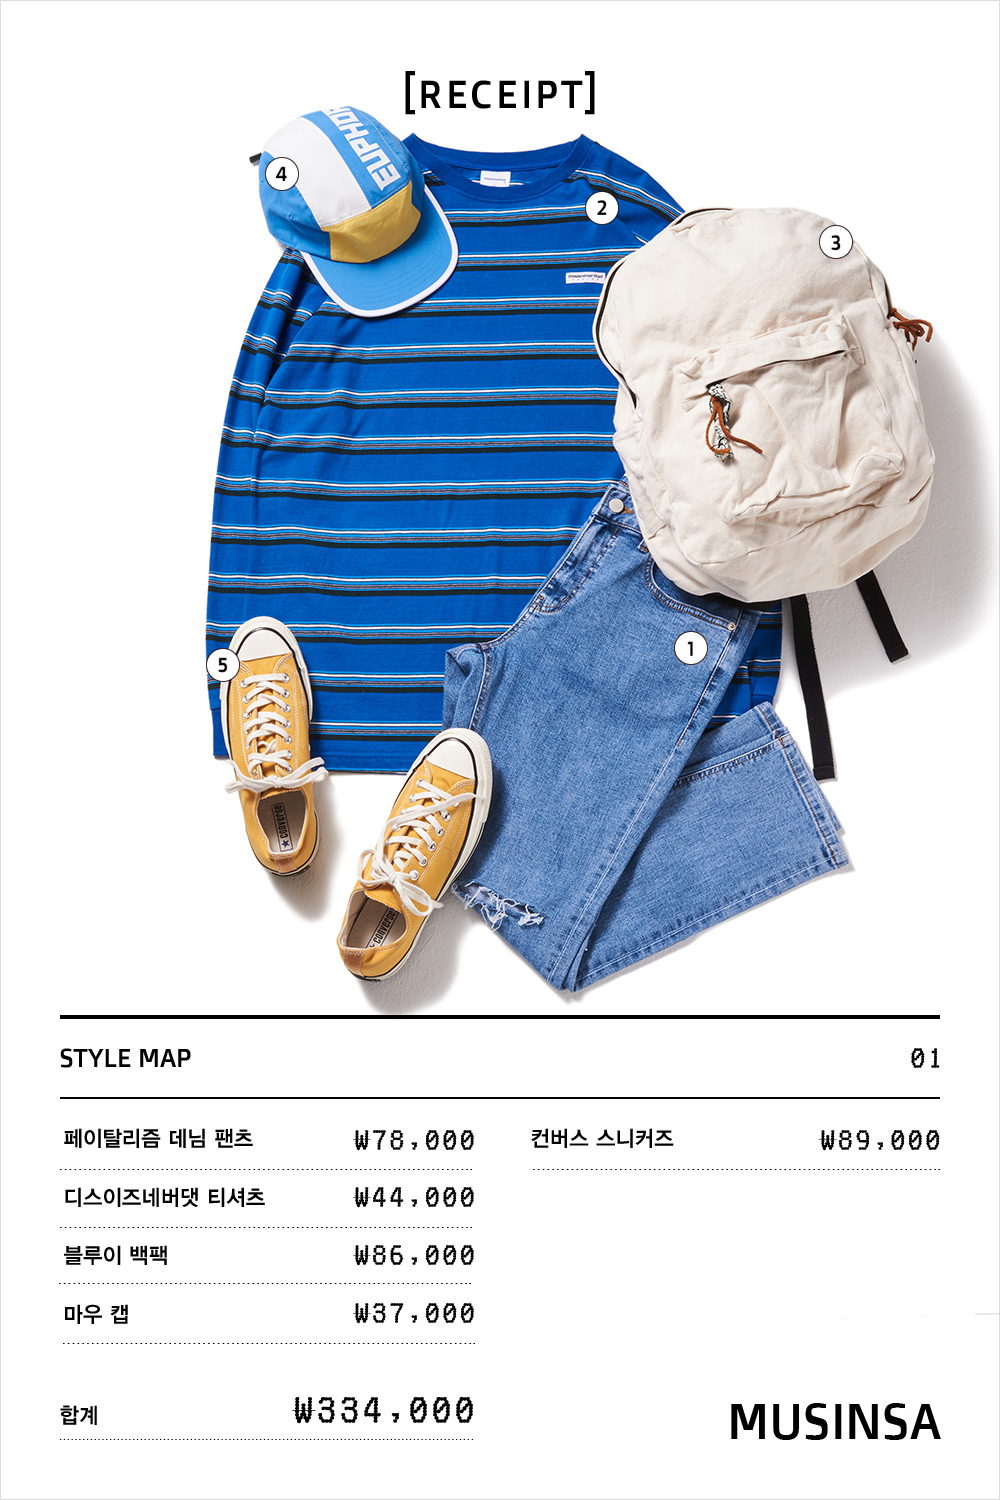 [RECEIPT]
EUPHOR
4
2
3
1
5
converse
converse
STYLE MAP
01
페이탈리즘 데님 팬츠 ₩78,000
디스이즈네버댓 티셔츠 ₩44,000
블루이 백팩 ₩86,000
마우 캡 ₩37,000
컨버스 스니커즈 ₩89,000
합계 ₩334,000
MUSINSA